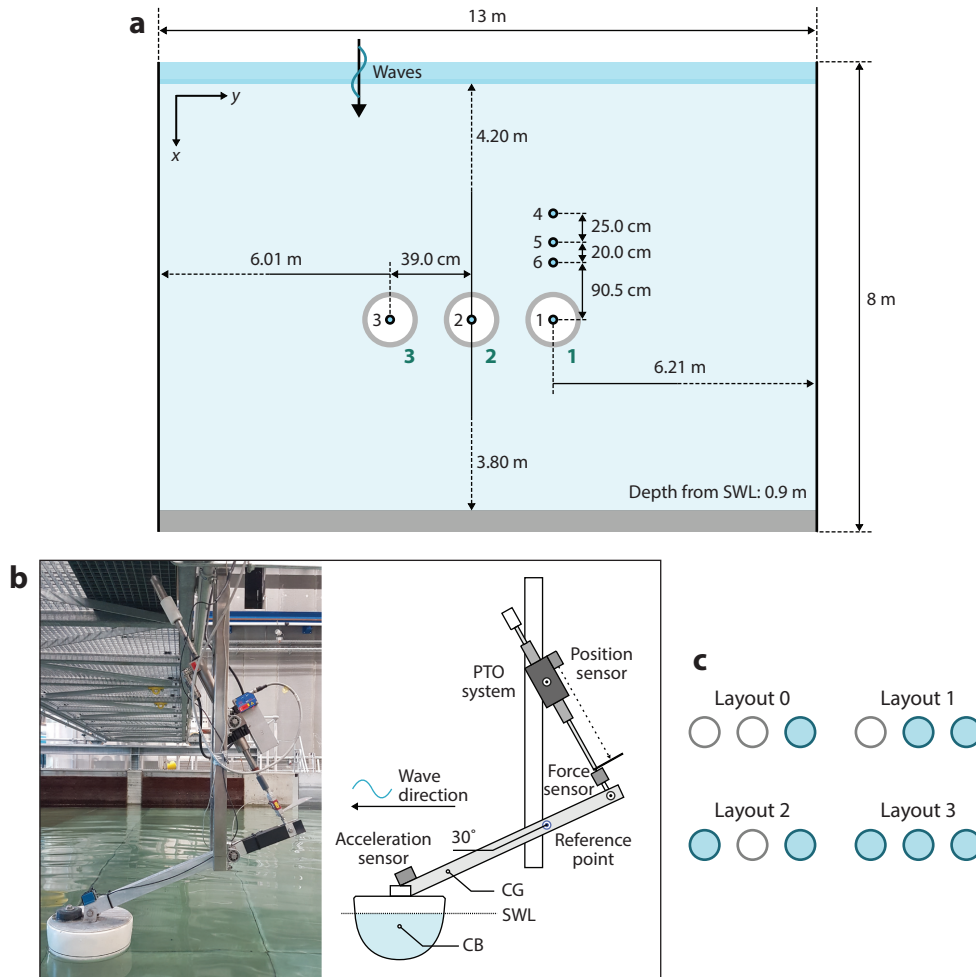 a
13 m
Waves
y
x
4.20 m
4
25.0 cm
5
20.0 cm
6
6.01 m
39.0 cm
90.5 cm
8 m
3
2
1
3
2
1
6.21 m
3.80 m
Depth from SWL: 0.9 m
b
PTO
system
Position
sensor
Force
sensor
Wave
direction
Acceleration
sensor
30°
Reference
point
CG
SWL
CB
c
Layout 0
Layout 1
Layout 2
Layout 3